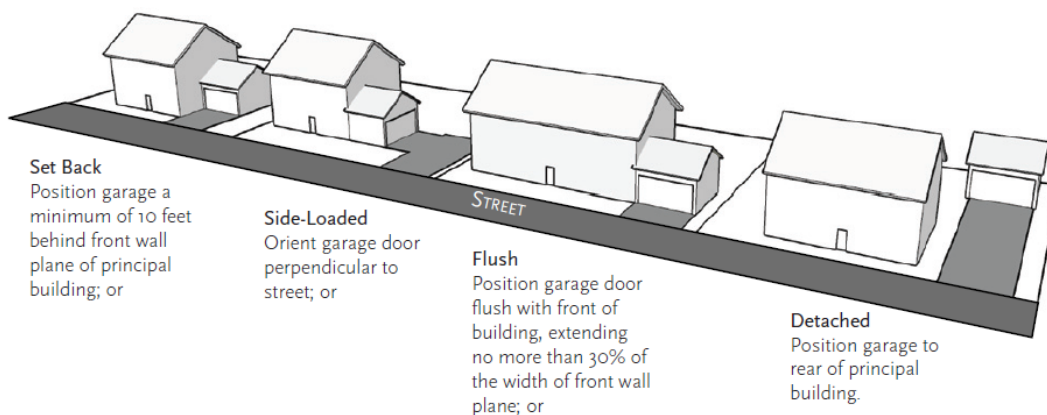 Set Back
Position garage a
minimum of 10 feet
behind front wall
plane of principal
building; or
Side-Loaded
Orient garage door
perpendicular to
street; or
STREET
Flush
Position garage door
flush with front of
building, extending
no more than 30% of
the width of front wall
plane; or
Detached
Position garage to
rear of principal
building.